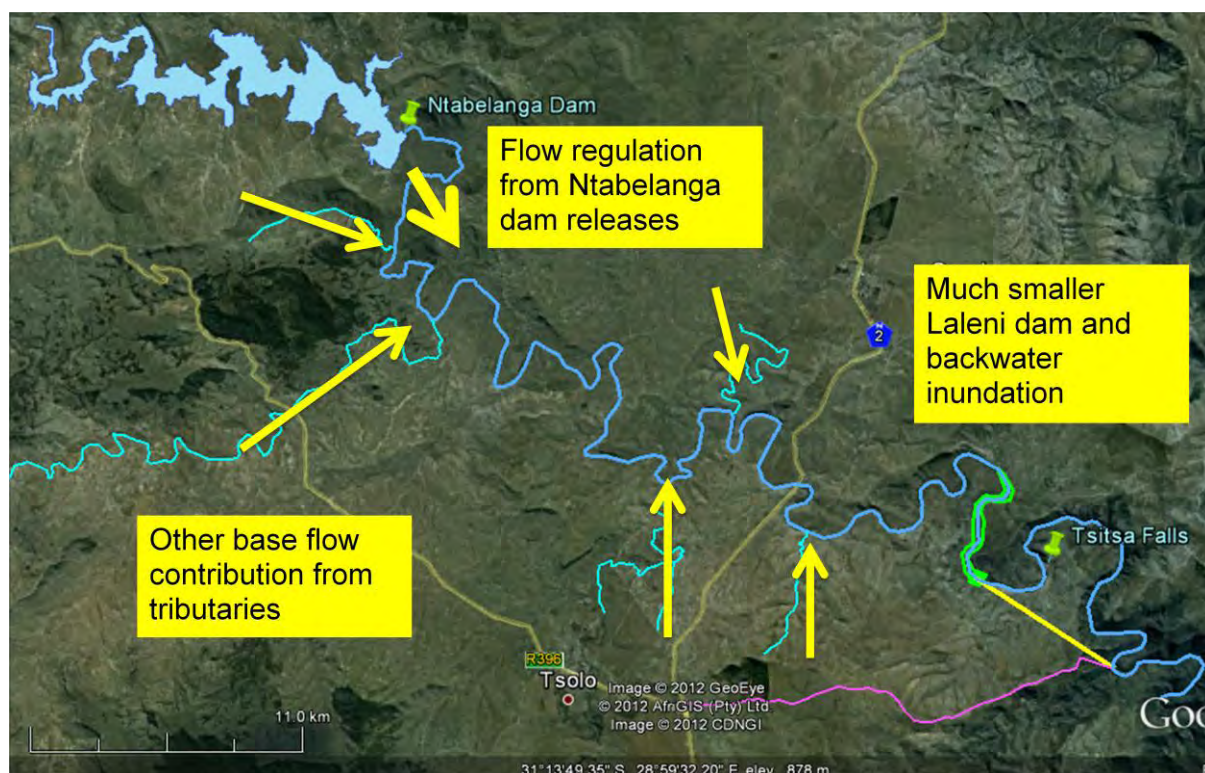 Ntabelanga Dam
Flow regulation
from Ntabelanga
dam releases
2
Much smaller
Laleni dam and
backwater
inundation
Tsitsa Falls
Other base flow
contribution from
tributaries
R396
Tsolo
Image © 2012 GeoEye
© 2012 AfriGIS (Pty) Ltd.
Image © 2012 CDNGI
11.0 km
Goo
31°13'49.35" S 28°59'32.20" E elev 878 m